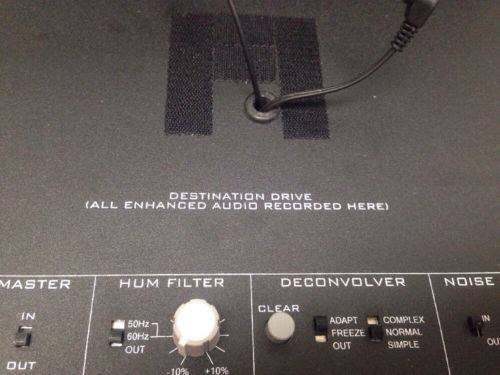 DESTINATION DRIVE
(ALL ENHANCED AUDIO RECORDED HERE)
MASTER
IN
OUT
HUM FILTER
50Hz
60Hz
OUT
-10% +10%
DECONVOLVER
CLEAR
ADAPT
FREEZE
OUT
COMPLEX
NORMAL
SIMPLE
NOISE
IN